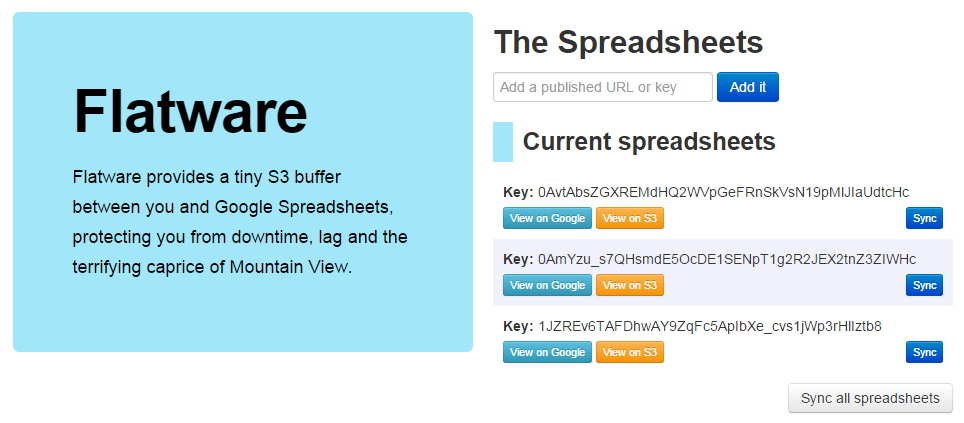 Flatware
Flatware provides a tiny S3 buffer
between you and Google Spreadsheets,
protecting you from downtime, lag and the
terrifying caprice of Mountain View.
The Spreadsheets
Add a published URL or key
Add it
Current spreadsheets
Key: 0AvtAbsZGXREMdHQ2WVpGeFRnSkVsN19pMlJIaUdtcHc
View on Google View on S3 Sync
Key: 0AmYzu_s7QHsmdE5OcDE1SENpT1g2R2JEX2tnZ3ZIWHc
View on Google View on S3 Sync
Key: 1JZREv6TAFDhwAY9ZqFc5ApIbXe_cvs1jWp3rHlIztb8
View on Google View on S3 Sync
Sync all spreadsheets